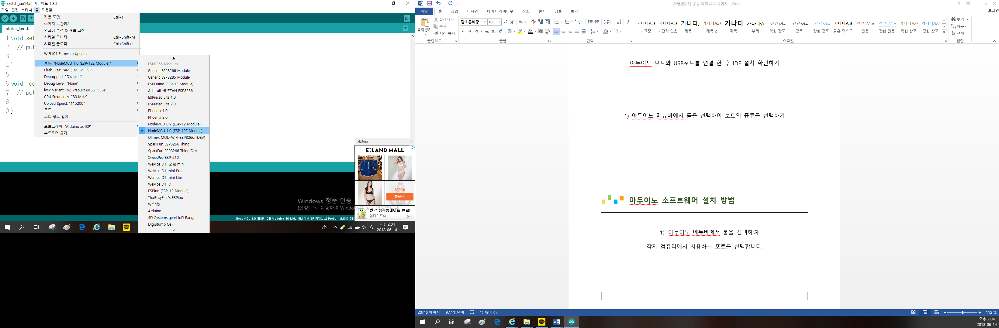 sketch_jun14a | 아두이노 1.8.2
파일 편집 스케치 툴 도움말
sketch_jun14a
1 void set
2 // put
3
4 }
5
6 void loo
7 // put
8
9 }
자동 포맷 Ctrl+T
스케치 보관하기
인코딩 수정 & 새로 고침
시리얼 모니터 Ctrl+Shift+M
시리얼 플로터 Ctrl+Shift+L
WiFi101 Firmware Updater
보드: "NodeMCU 1.0 (ESP-12E Module)"
Flash Size: "4M (1M SPIFFS)"
Debug port: "Disabled"
Debug Level: "None"
lwIP Variant: "v2 Prebuilt (MSS=536)"
CPU Frequency: "80 MHz"
Upload Speed: "115200"
포트
보드 정보 얻기
프로그래머: "Arduino as ISP"
부트로더 굽기
ESP8266 Modules
Generic ESP8266 Module
Generic ESP8285 Module
ESPDuino (ESP-13 Module)
Adafruit HUZZAH ESP8266
ESPresso Lite 1.0
ESPresso Lite 2.0
Phoenix 1.0
Phoenix 2.0
NodeMCU 0.9 (ESP-12 Module)
NodeMCU 1.0 (ESP-12E Module)
Olimex MOD-WIFI-ESP8266(-DEV)
SparkFun ESP8266 Thing
SparkFun ESP8266 Thing Dev
SweetPea ESP-210
WeMos D1 R2 & mini
WeMos D1 mini Pro
Wemos D1 mini Lite
WeMos D1 R1
ESPino (ESP-12 Module)
ThaiEasyElec's ESPino
WifInfo
Arduino
4D Systems gen4 IoD Range
DigiStump Oak
ALYac
E:LAND MALL
9,000원
클릭하기
알약 성능업데이트 완료!
업데이트수 : 0개
Windows 정품 인증
[설정]으로 이동하여 Windows를 정품 인증합니다.
NodeMCU 1.0 (ESP-12E Module), 80 MHz, 4M (1M SPIFFS), v2 Prebuilt (MSS=536
TALK
A
오후 2:04
2018-06-14
사물인터넷 공공 데이터 미세먼지 - Word
파일 홈 삽입 디자인 페이지 레이아웃 참조 편지 검토 보기
로그인
붙여넣기
잘라내기
복사
서식 복사
클립보드
함초롬바탕 10
글꼴
단락
가나다AaB 가나다AaB 가나다, 가나다AaB 가나디 가나다A 가나다Aa 가나다Aa 가나다Aa 가나다AaB 가나다Aa 가나다Aa 가나다AaB 가나다AAI
표준 간격 없음 제목 1 제목 2 제목 부제 약한 강조 강조 강한 강조 굵은 텍스트 인용 강한 인용 약한 참조 강한 참조
스타일
찾기
바꾸기
선택
편집
아두이노 보드와 USB포트를 연결 한 후 IDE 설치 확인하기
1) 아두이노 메뉴바에서 툴을 선택하여 보드의 종류를 선택하기
아두이노 소프트웨어 설치 방법
1) 아두이노 메뉴바에서 툴을 선택하여
각자 컴퓨터에서 사용하는 포트를 선택합니다.
20/46 페이지 977개 단어 영어(미국)
112 %
TALK
오후 2:04
2018-06-14